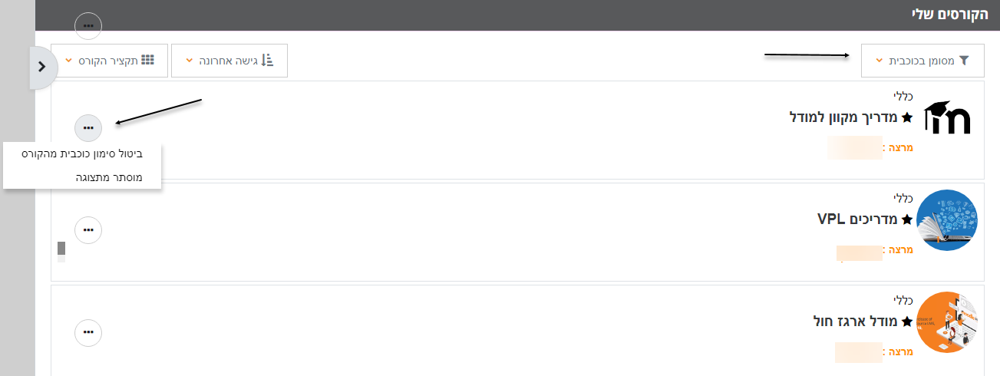 הקורסים שלי
מסומן בכוכבית
גישה אחרונה
תקציר הקורס
כללי
מדריך מקוון למודל
מרצה :
ביטול סימון כוכבית מהקורס
מוסתר מתצוגה
כללי
מדריכים VPL
מרצה :
כללי
מודל ארגז חול
מרצה :